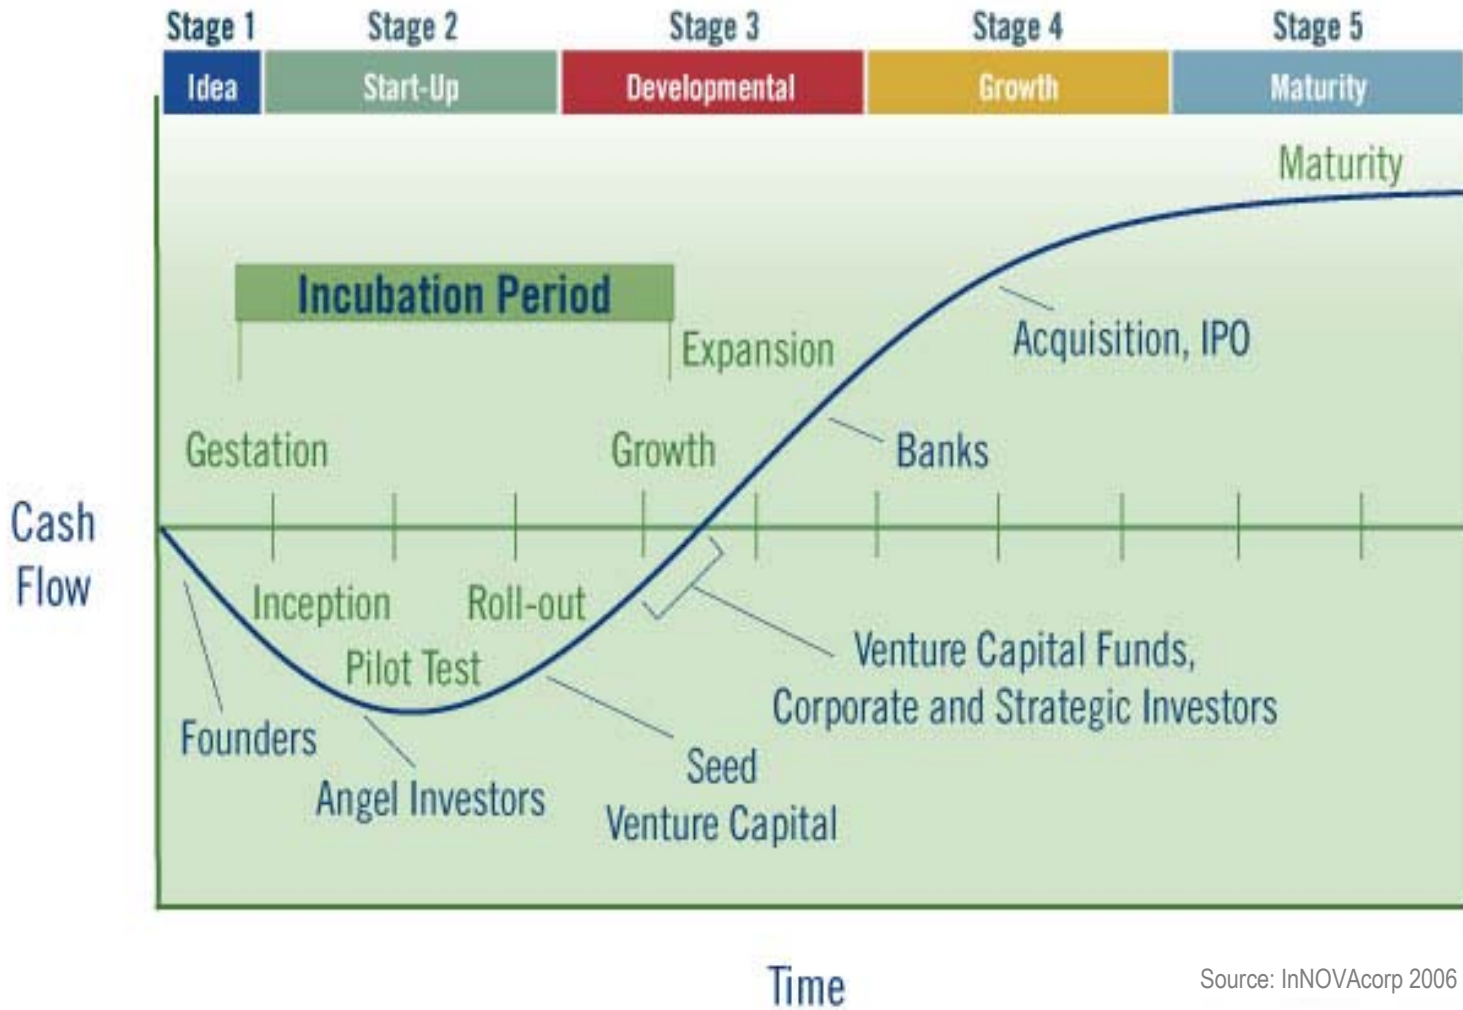 Stage 1
Stage 2
Stage 3
Stage 4
Stage 5
Idea
Start-Up
Developmental
Growth
Maturity
Maturity
Incubation Period
Expansion
Acquisition, IPO
Gestation
Growth
Banks
Cash
Flow
Inception
Roll-out
Pilot Test
Venture Capital Funds,
Corporate and Strategic Investors
Founders
Angel Investors
Seed
Venture Capital
Time
Source: InNOVAcorp 2006